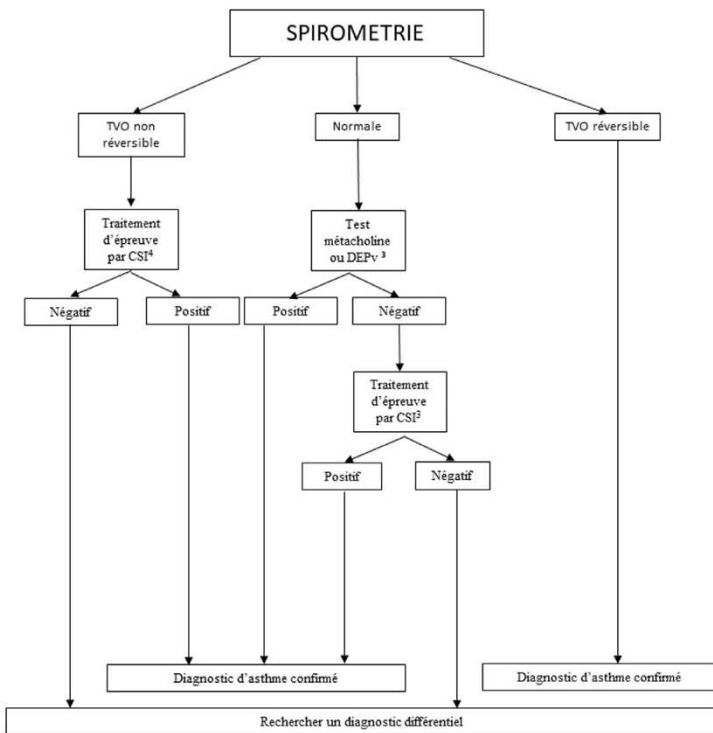 SPIROMETRIE
TVO non
réversible
Normale
TVO réversible
Traitement
d'épreuve
par CSI⁴
Test
métacholine
ou DEPv ³
Négatif
Positif
Positif
Négatif
Traitement
d'épreuve
par CSI³
Positif
Négatif
Diagnostic d'asthme confirmé
Diagnostic d'asthme confirmé
Rechercher un diagnostic différentiel